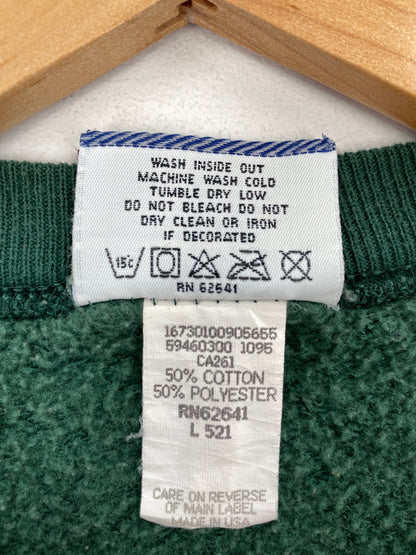 WASH INSIDE OUT
MACHINE WASH COLD
TUMBLE DRY LOW
DO NOT BLEACH DO NOT
DRY CLEAN OR IRON
IF DECORATED
15c
RN 62641
16730100905655
59460300 1095
CA261
50% COTTON
50% POLYESTER
RN62641
L 521
CARE ON REVERSE
OF MAIN LABEL
MADE IN USA